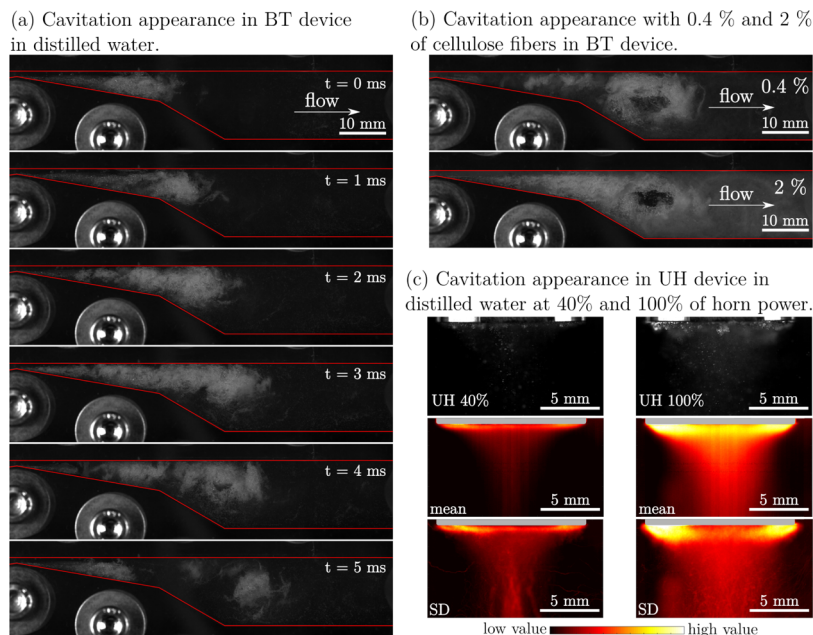 (a) Cavitation appearance in BT device
in distilled water.
t = 0 ms
flow
10 mm
t = 1 ms
t = 2 ms
t = 3 ms
t = 4 ms
t = 5 ms
(b) Cavitation appearance with 0.4 % and 2 %
of cellulose fibers in BT device.
0.4 %
flow
10 mm
2 %
flow
10 mm
(c) Cavitation appearance in UH device in
distilled water at 40% and 100% of horn power.
UH 40%
5 mm
UH 100%
5 mm
mean
5 mm
mean
5 mm
SD
5 mm
SD
5 mm
low value
high value